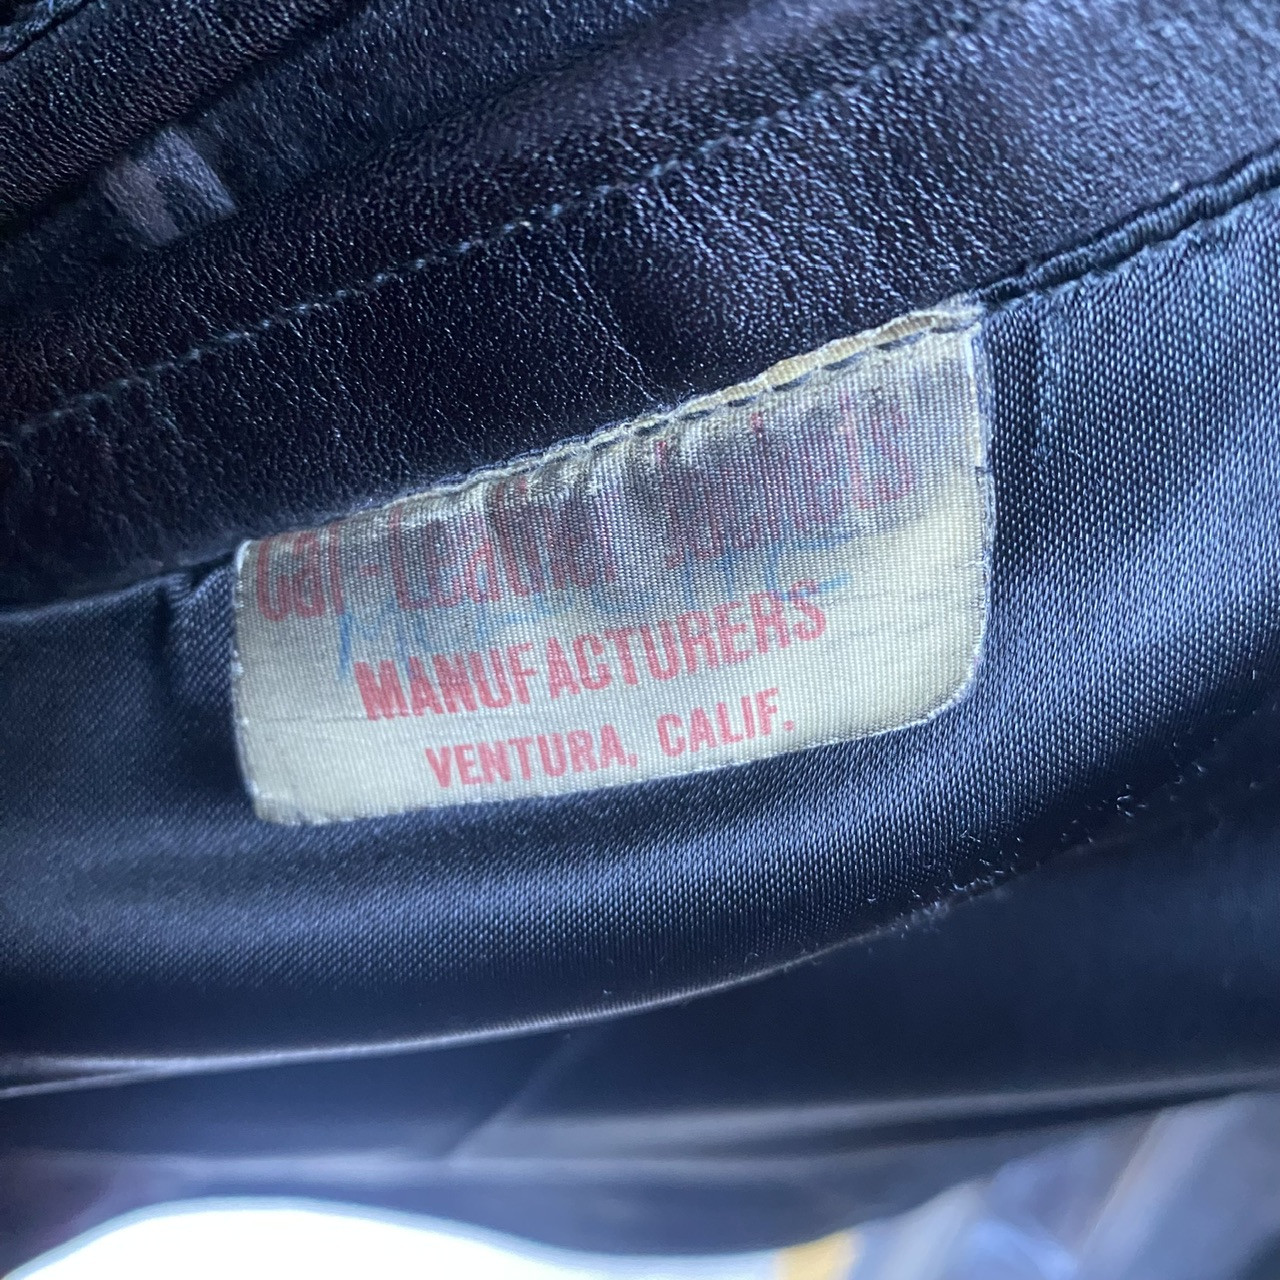 Cal-Leather Jackets
MANUFACTURERS
VENTURA, CALIF.